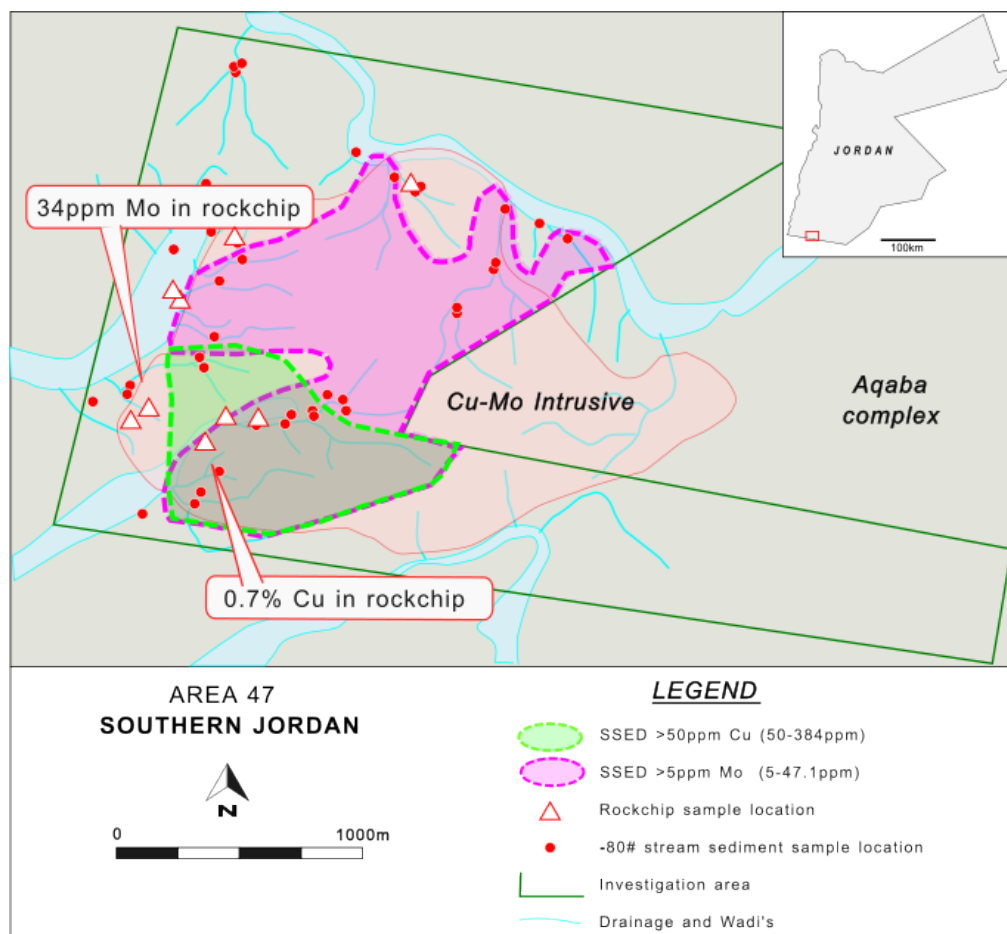 JORDAN
100km
34ppm Mo in rockchip
Cu-Mo Intrusive
Aqaba
complex
0.7% Cu in rockchip
AREA 47
SOUTHERN JORDAN
N
0
1000m
LEGEND
SSED >50ppm Cu (50-384ppm)
SSED >5ppm Mo (5-47.1ppm)
Rockchip sample location
-80# stream sediment sample location
Investigation area
Drainage and Wadi's